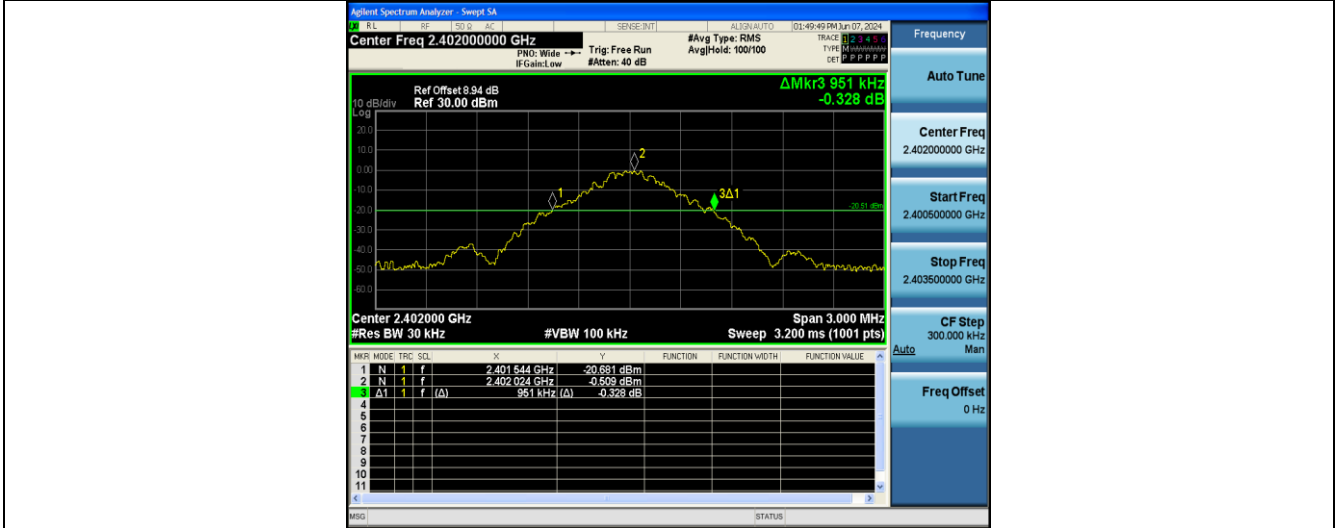 Agilent Spectrum Analyzer - Swept SA
RL RF 50 Ω AC SENSE:INT ALIGN AUTO 01:49:49 PM Jun 07, 2024
Center Freq 2.402000000 GHz
PNO: Wide
IFGain:Low
Trig: Free Run
#Atten: 40 dB
#Avg Type: RMS
Avg|Hold: 100/100
TRACE 1 2 3 4 5 6
TYPE M
DET P P P P P P
ΔMkr3 951 kHz
-0.328 dB
Ref Offset 8.94 dB
10 dB/div Ref 30.00 dBm
Log
20.0
10.0
0.00
-10.0
-20.0
-30.0
-40.0
-50.0
-60.0
1
2
3Δ1
-20.51 dBm
Center 2.402000 GHz Span 3.000 MHz
#Res BW 30 kHz #VBW 100 kHz Sweep 3.200 ms (1001 pts)
MKR MODE TRC SCL X Y FUNCTION FUNCTION WIDTH FUNCTION VALUE
1 N 1 f 2.401 544 GHz -20.681 dBm
2 N 1 f 2.402 024 GHz -0.509 dBm
3 Δ1 1 f (Δ) 951 kHz (Δ) -0.328 dB
4
5
6
7
8
9
10
11
MSG STATUS
Frequency
Auto Tune
Center Freq
2.402000000 GHz
Start Freq
2.400500000 GHz
Stop Freq
2.403500000 GHz
CF Step
300.000 kHz
Auto Man
Freq Offset
0 Hz